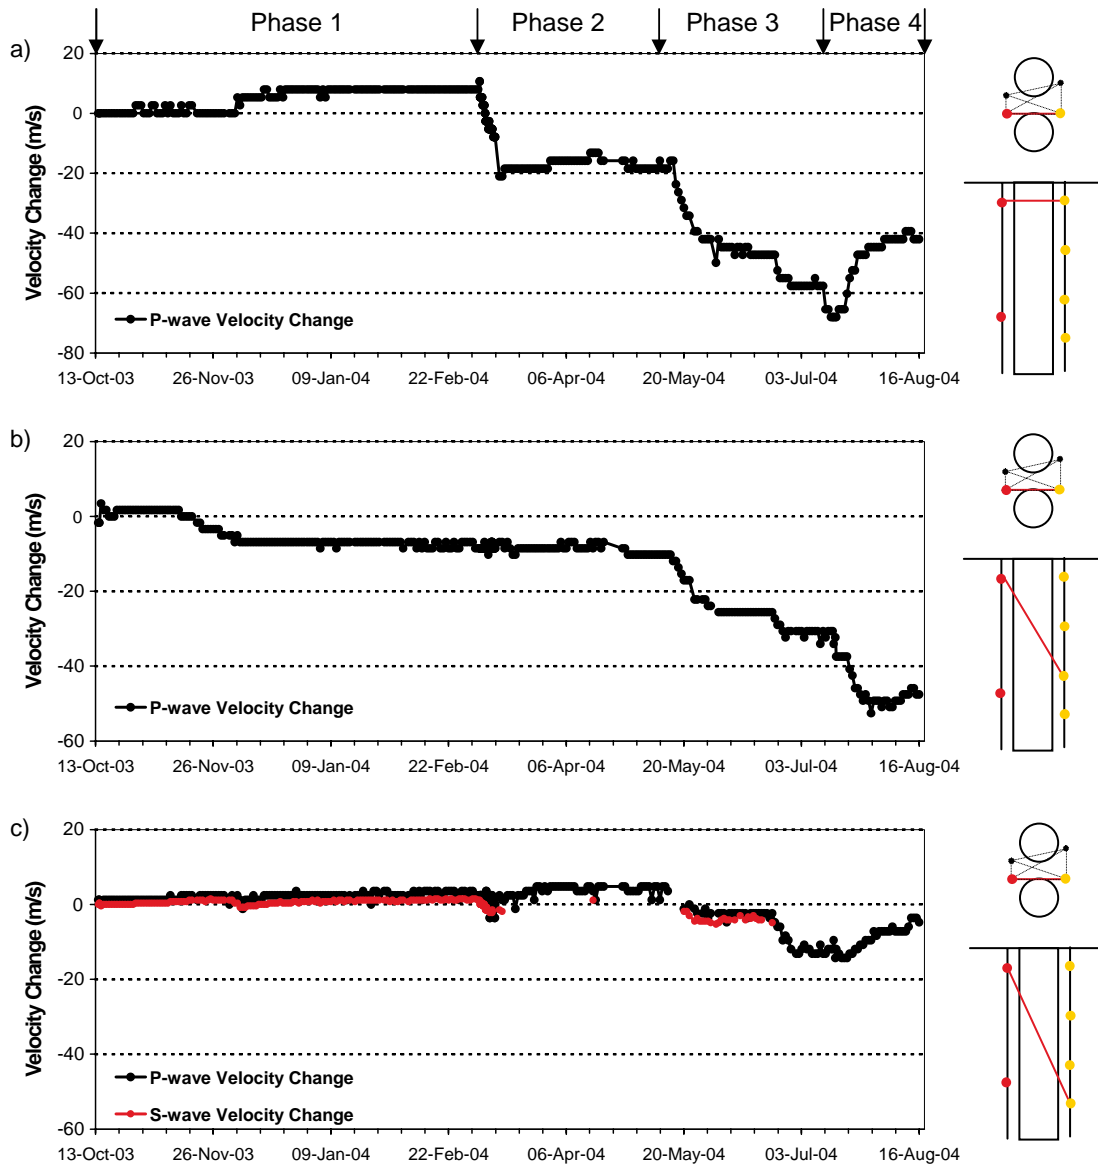 Phase 1 Phase 2 Phase 3 Phase 4
a)
Velocity Change (m/s)
20
0
-20
-40
-60
-80
P-wave Velocity Change
13-Oct-03 26-Nov-03 09-Jan-04 22-Feb-04 06-Apr-04 20-May-04 03-Jul-04 16-Aug-04
b)
Velocity Change (m/s)
20
0
-20
-40
-60
P-wave Velocity Change
13-Oct-03 26-Nov-03 09-Jan-04 22-Feb-04 06-Apr-04 20-May-04 03-Jul-04 16-Aug-04
c)
Velocity Change (m/s)
20
0
-20
-40
-60
P-wave Velocity Change
S-wave Velocity Change
13-Oct-03 26-Nov-03 09-Jan-04 22-Feb-04 06-Apr-04 20-May-04 03-Jul-04 16-Aug-04